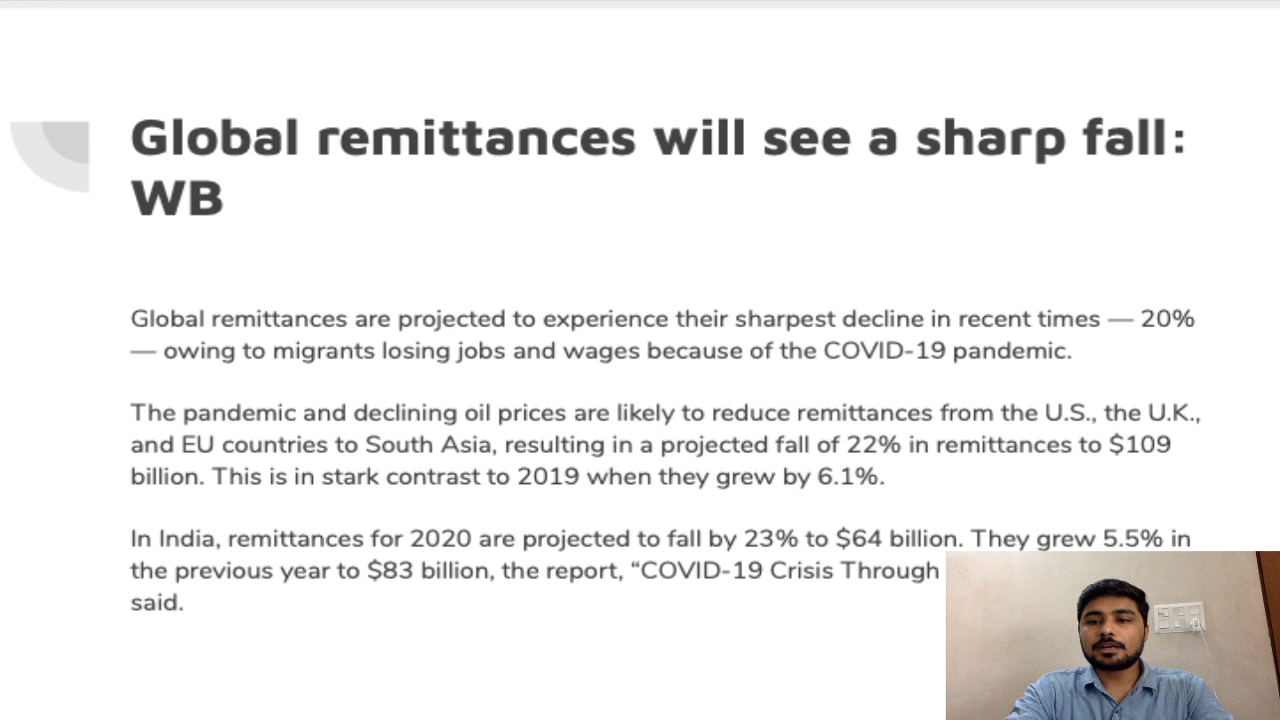 Global remittances will see a sharp fall:
WB
Global remittances are projected to experience their sharpest decline in recent times — 20%
— owing to migrants losing jobs and wages because of the COVID-19 pandemic.
The pandemic and declining oil prices are likely to reduce remittances from the U.S., the U.K.,
and EU countries to South Asia, resulting in a projected fall of 22% in remittances to $109
billion. This is in stark contrast to 2019 when they grew by 6.1%.
In India, remittances for 2020 are projected to fall by 23% to $64 billion. They grew 5.5% in
the previous year to $83 billion, the report, “COVID-19 Crisis Through
said.